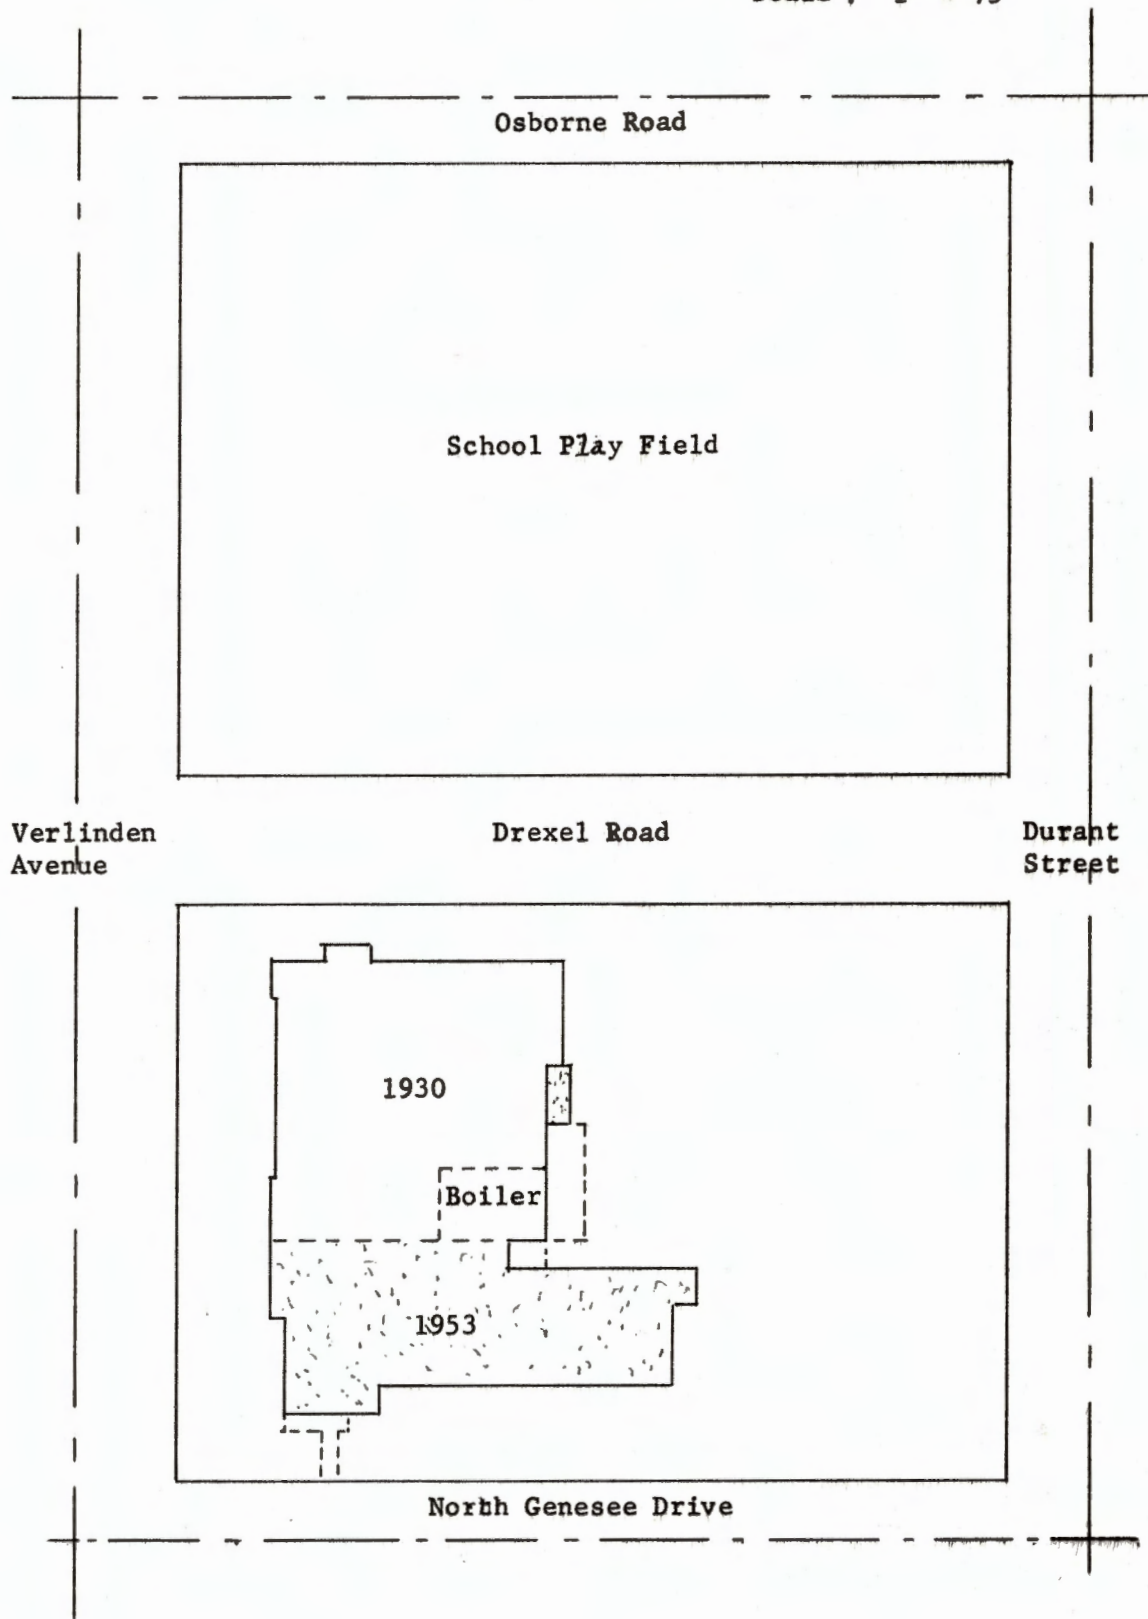 Osborne Road
School Play Field
Verlinden
Avenue
Drexel Road
Durant
Street
1930
Boiler
1953
North Genesee Drive